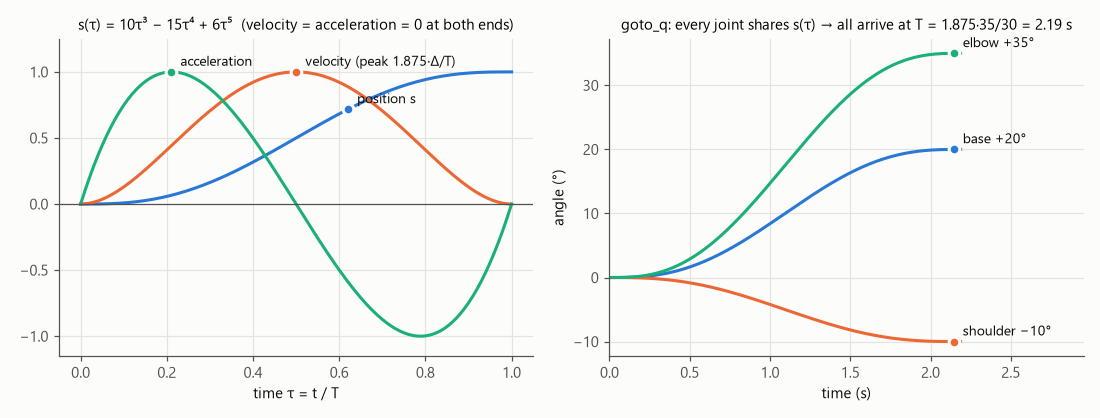 s(τ) = 10τ³ − 15τ⁴ + 6τ⁵  (velocity = acceleration = 0 at both ends)
acceleration
velocity (peak 1.875·Δ/T)
position s
1.0
0.5
0.0
−0.5
−1.0
0.0 0.2 0.4 0.6 0.8 1.0
time τ = t / T
goto_q: every joint shares s(τ) → all arrive at T = 1.875·35/30 = 2.19 s
elbow +35°
base +20°
shoulder −10°
angle (°)
30
20
10
0
−10
0.0 0.5 1.0 1.5 2.0 2.5
time (s)